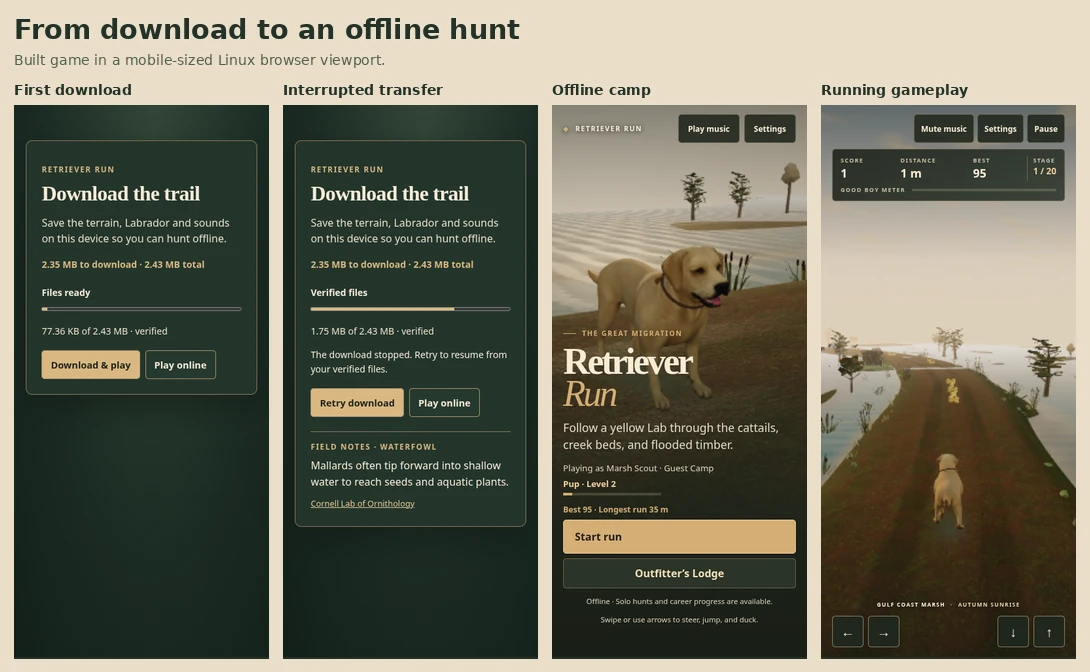 From download to an offline hunt
Built game in a mobile-sized Linux browser viewport.
First download
RETRIEVER RUN
Download the trail
Save the terrain, Labrador and sounds
on this device so you can hunt offline.
2.35 MB to download · 2.43 MB total
Files ready
77.36 KB of 2.43 MB · verified
Download & play
Play online
Interrupted transfer
RETRIEVER RUN
Download the trail
Save the terrain, Labrador and sounds
on this device so you can hunt offline.
2.35 MB to download · 2.43 MB total
Verified files
1.75 MB of 2.43 MB · verified
The download stopped. Retry to resume from
your verified files.
Retry download
Play online
FIELD NOTES · WATERFOWL
Mallards often tip forward into shallow
water to reach seeds and aquatic plants.
Cornell Lab of Ornithology
Offline camp
RETRIEVER RUN
Play music
Settings
THE GREAT MIGRATION
Retriever
Run
Follow a yellow Lab through the cattails,
creek beds, and flooded timber.
Playing as Marsh Scout · Guest Camp
Pup · Level 2
Best 95 · Longest run 35 m
Start run
Outfitter’s Lodge
Offline · Solo hunts and career progress are available.
Swipe or use arrows to steer, jump, and duck.
Running gameplay
Mute music
Settings
Pause
SCORE DISTANCE BEST STAGE
1 1 m 95 1 / 20
GOOD BOY METER
GULF COAST MARSH · AUTUMN SUNRISE
← → ↓ ↑